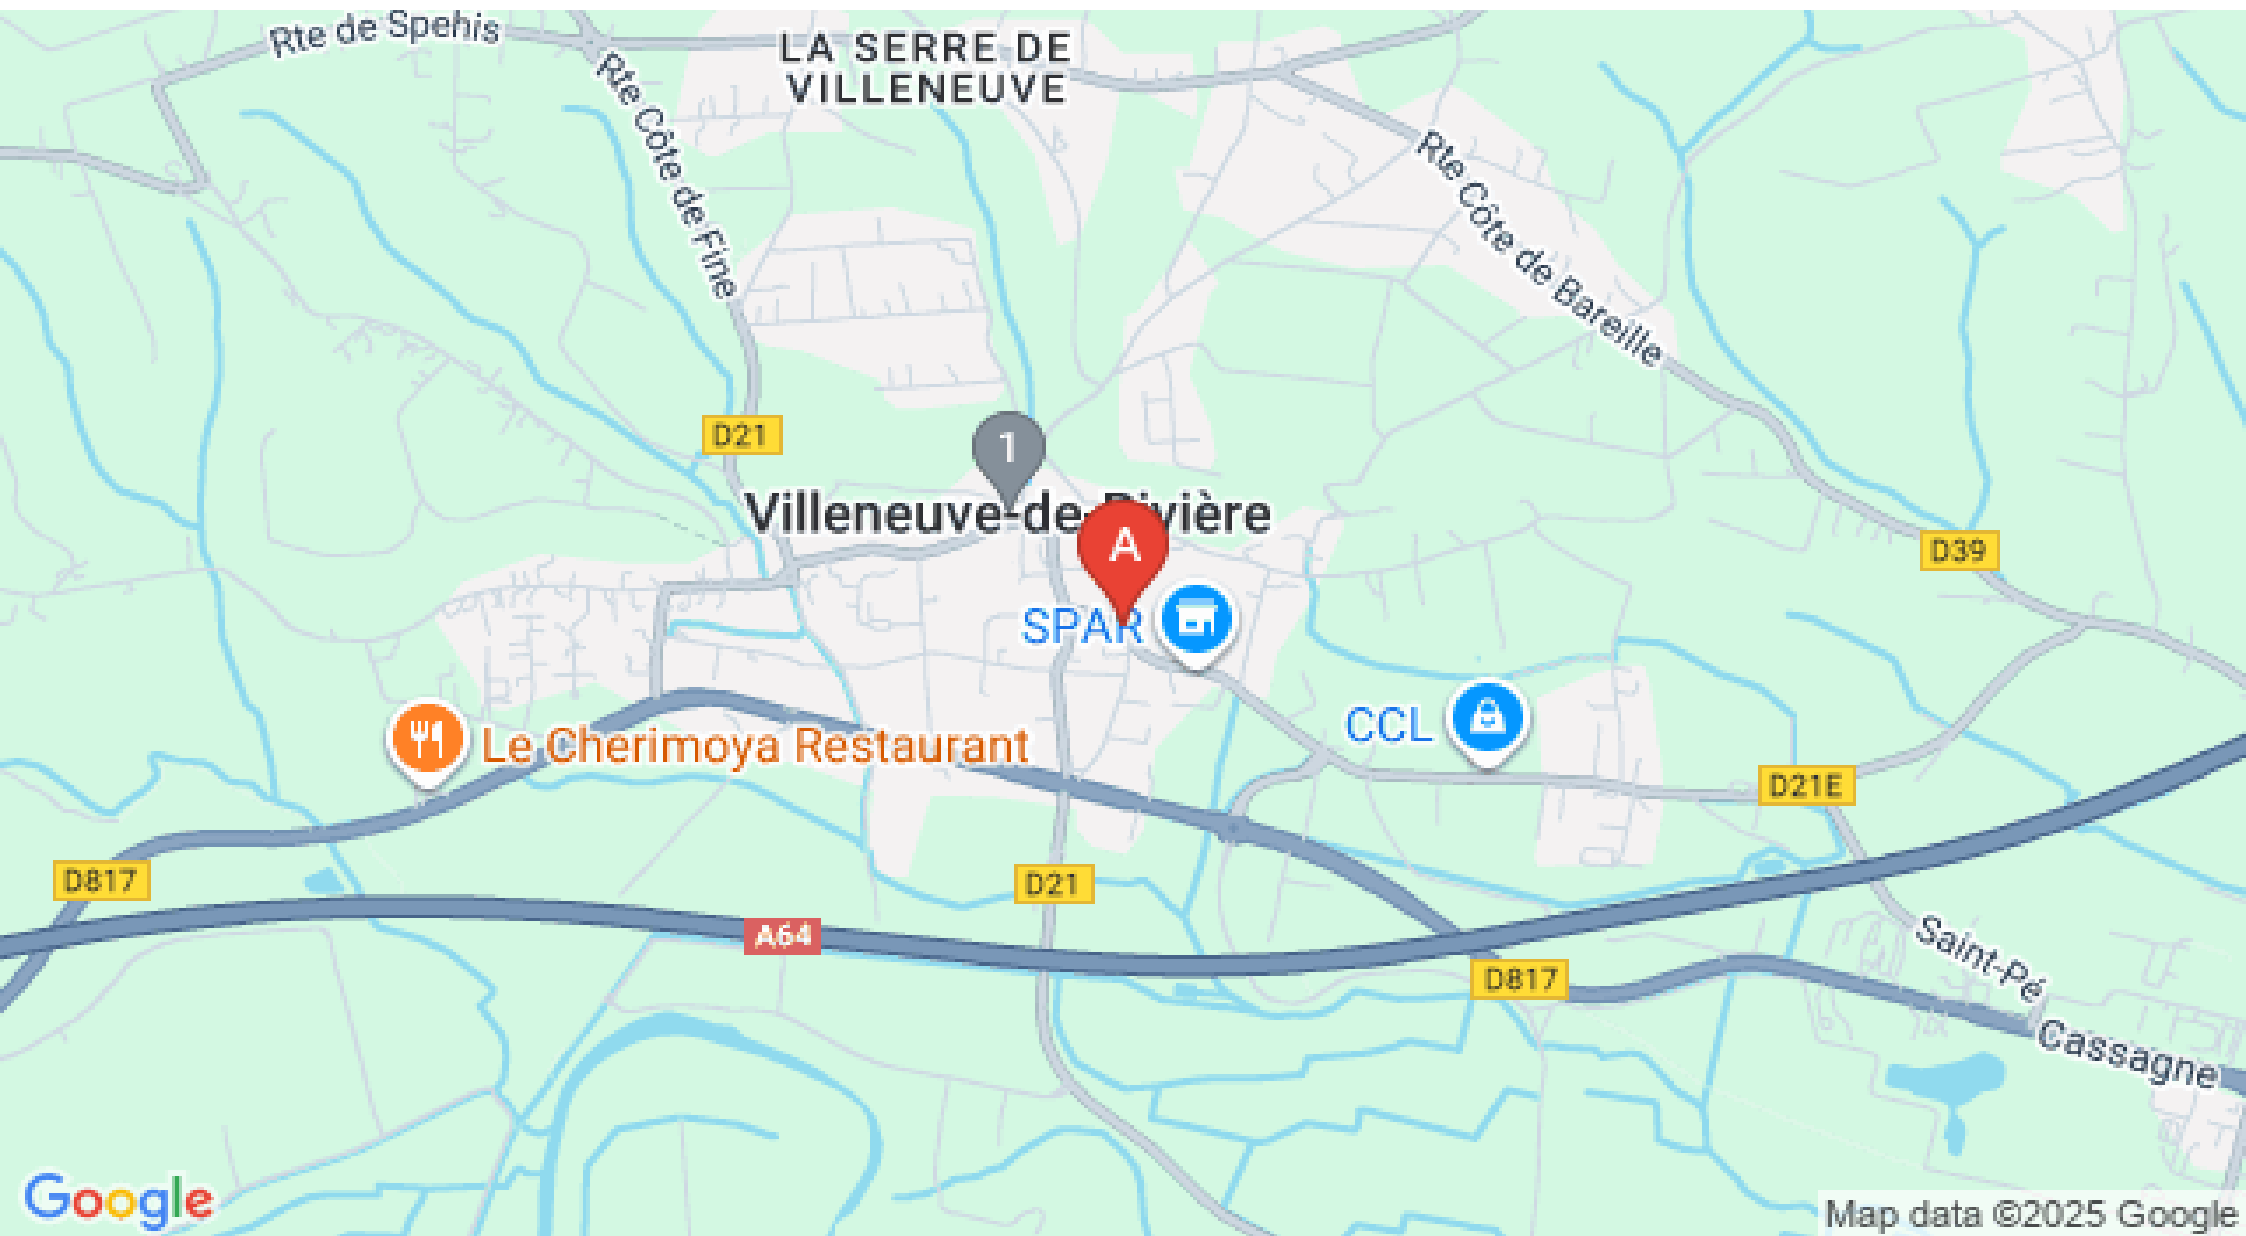 Rte de Spehis
LA SERRE DE
VILLENEUVE
Rte Côte de Fine
Rte Côte de Bareille
D21
1
Villeneuve-de-Rivière
A
D39
SPAR
CCL
Le Cherimoya Restaurant
D21E
D817
D21
A64
Saint-Pé
D817
Cassagne
Google
Map data ©2025 Google